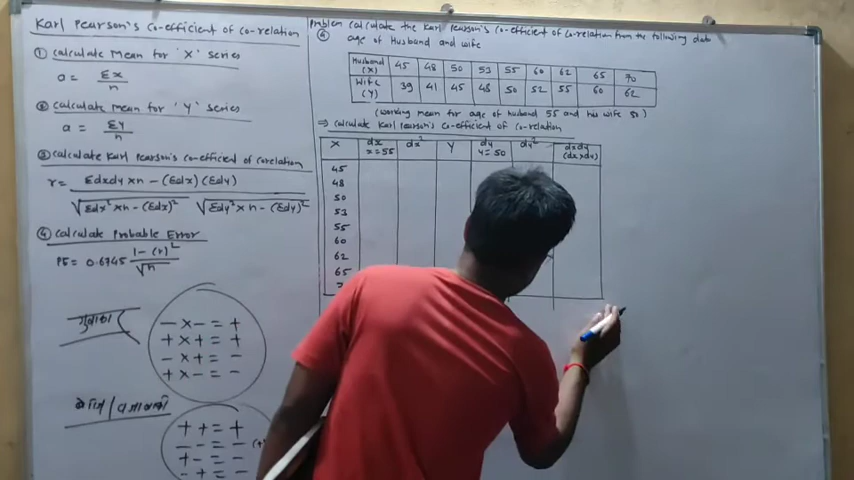 Karl Pearson's co-efficient of co-relation
① calculate Mean for 'X' series
a = Σx / n
② calculate mean for 'Y' series
a = Σy / n
③ calculate Karl Pearson's co-efficient of corelation
r = Σdxdy × n - (Σdx) (Σdy)
√Σdx² × n - (Σdx)² √Σdy² × n - (Σdy)²
④ calculate Probable Error
PE = 0.6745 1 - (r)² / √n
गुणाकार
- × - = +
+ × + = +
- × + = -
+ × - = -
+ + = +
- - = - (+)
+ - = -
- + = -
Problem calculate the Karl Pearson's co-efficient of co-relation from the following data
④ age of Husband and wife
Husband (X) 45 48 50 53 55 60 62 65 70
Wife (Y) 39 41 45 48 50 52 55 60 62
(working mean for age of husband 55 and his wife 50)
⇒ calculate Karl Pearson's co-efficient of co-relation
X dx x=55 dx² Y dy y=50 dy² dxdy (dx×dy)
45
48
50
53
55
60
62
65